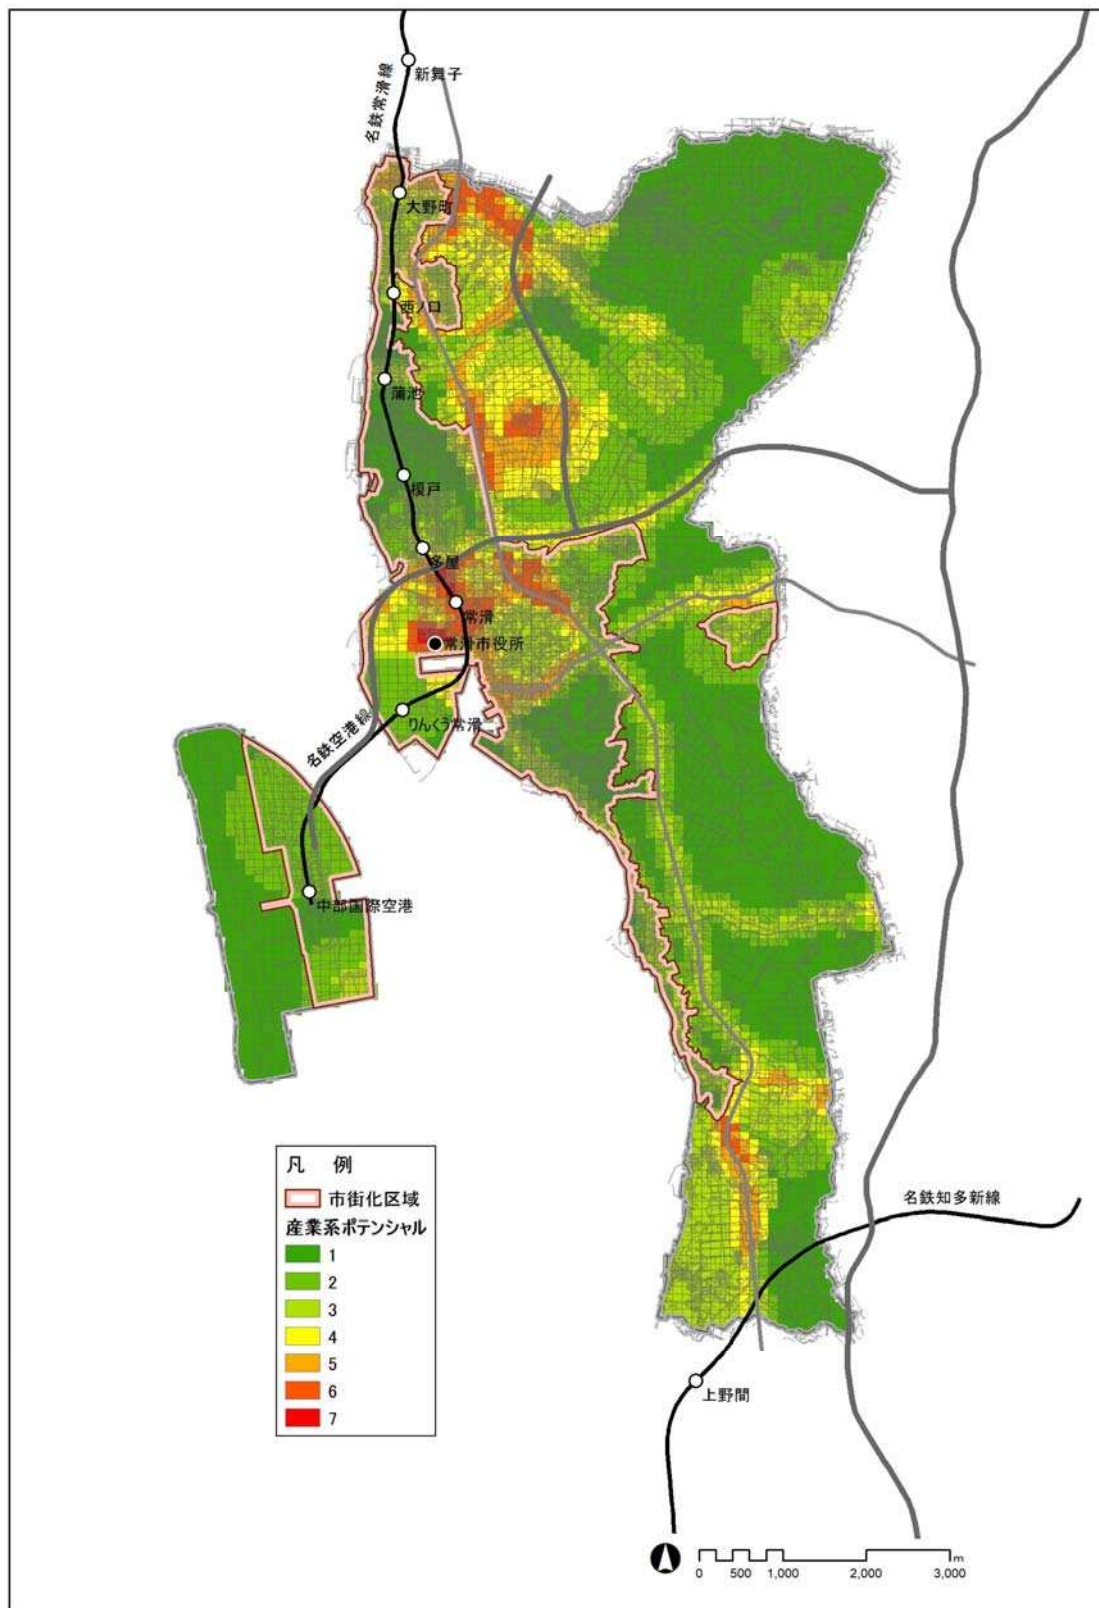 新舞子
名鉄常滑線
大野町
西ノ口
蒲池
榎戸
多屋
常滑
常滑市役所
りんくう常滑
名鉄空港線
中部国際空港
凡 例
市街化区域
産業系ポテンシャル
1
2
3
4
5
6
7
名鉄知多新線
上野間
0 500 1,000 2,000 3,000 m